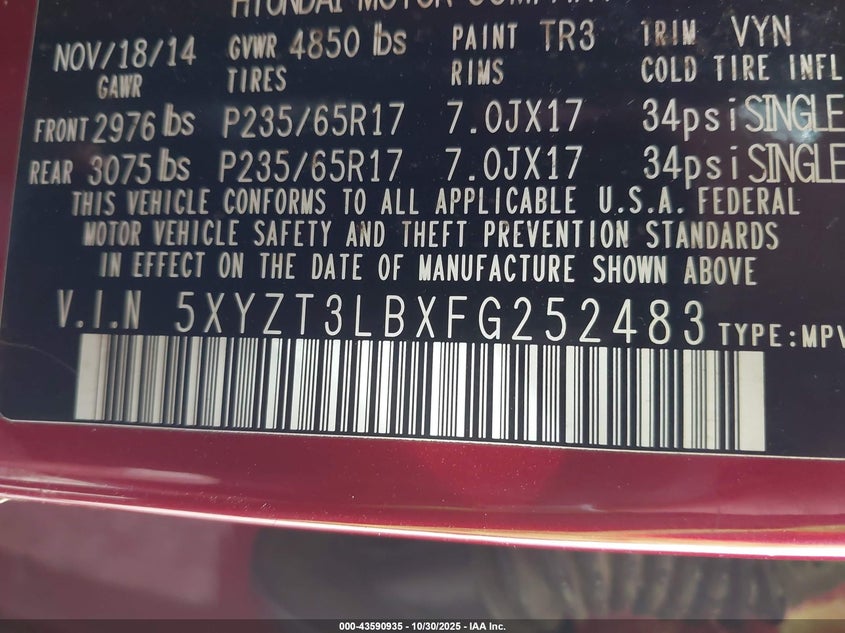 HYUNDAI MOTOR COMPANY
NOV/18/14 GVWR 4850 lbs PAINT TR3 TRIM VYN
GAWR TIRES RIMS COLD TIRE INFL
FRONT 2976 lbs P235/65R17 7.0JX17 34psi SINGLE
REAR 3075 lbs P235/65R17 7.0JX17 34psi SINGLE
THIS VEHICLE CONFORMS TO ALL APPLICABLE U.S.A. FEDERAL
MOTOR VEHICLE SAFETY AND THEFT PREVENTION STANDARDS
IN EFFECT ON THE DATE OF MANUFACTURE SHOWN ABOVE
V.I.N 5XYZT3LBXFG252483 TYPE:MPV
000-43590935 - 10/30/2025 - IAA Inc.